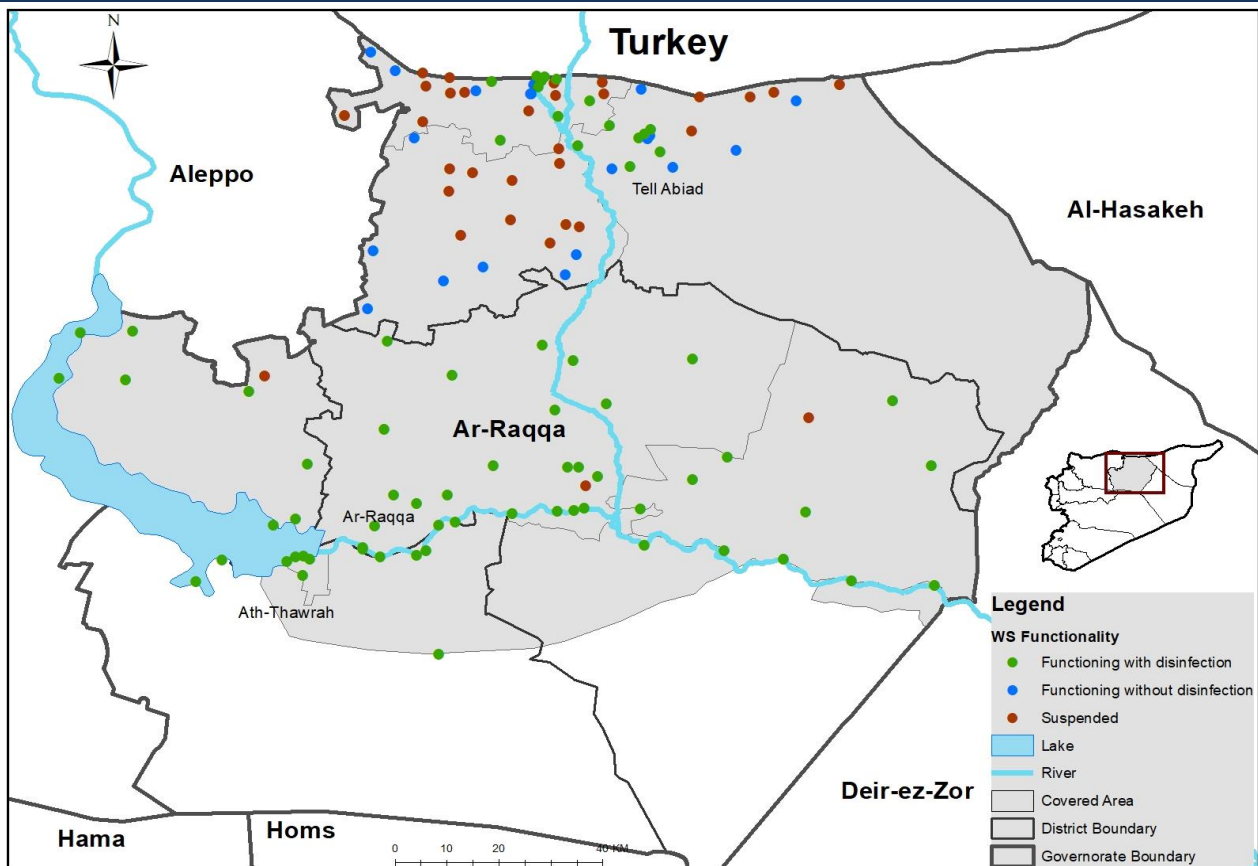 N
Turkey
Aleppo
Tell Abiad
Al-Hasakeh
Ar-Raqqa
Ar-Raqqa
Ath-Thawrah
Deir-ez-Zor
Hama
Homs
0 20 40 KM
Legend
WS Functionality
Functioning with disinfection
Functioning without disinfection
Suspended
Lake
River
Covered Area
District Boundary
Governorate Boundary